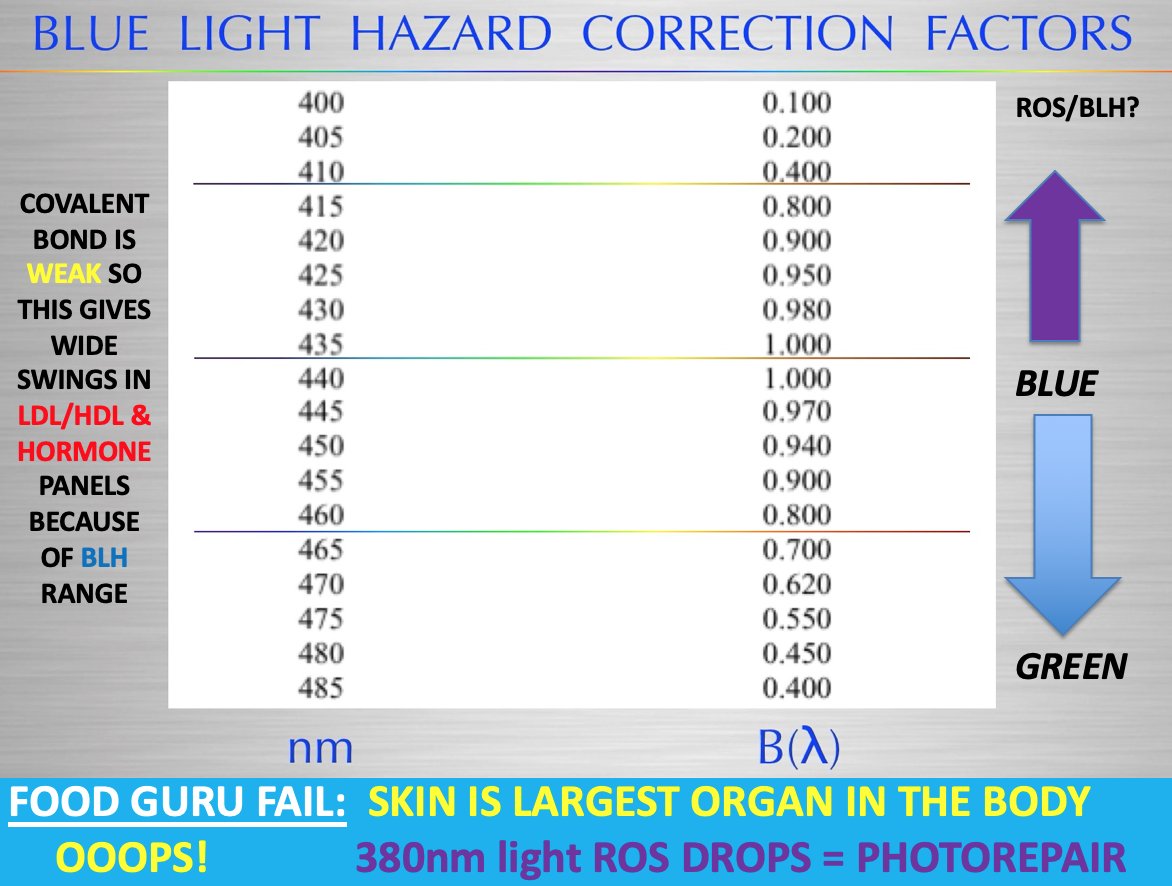 BLUE LIGHT HAZARD CORRECTION FACTORS
COVALENT
BOND IS
WEAK SO
THIS GIVES
WIDE
SWINGS IN
LDL/HDL &
HORMONE
PANELS
BECAUSE
OF BLH
RANGE
400 0.100
405 0.200
410 0.400
415 0.800
420 0.900
425 0.950
430 0.980
435 1.000
440 1.000
445 0.970
450 0.940
455 0.900
460 0.800
465 0.700
470 0.620
475 0.550
480 0.450
485 0.400
nm B(λ)
ROS/BLH?
BLUE
GREEN
FOOD GURU FAIL: SKIN IS LARGEST ORGAN IN THE BODY
OOOPS! 380nm light ROS DROPS = PHOTOREPAIR